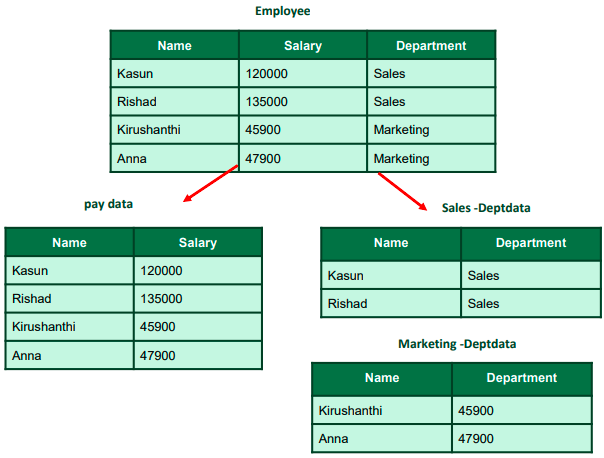 Employee
Name Salary Department
Kasun 120000 Sales
Rishad 135000 Sales
Kirushanthi 45900 Marketing
Anna 47900 Marketing
pay data
Name Salary
Kasun 120000
Rishad 135000
Kirushanthi 45900
Anna 47900
Sales -Deptdata
Name Department
Kasun Sales
Rishad Sales
Marketing -Deptdata
Name Department
Kirushanthi 45900
Anna 47900